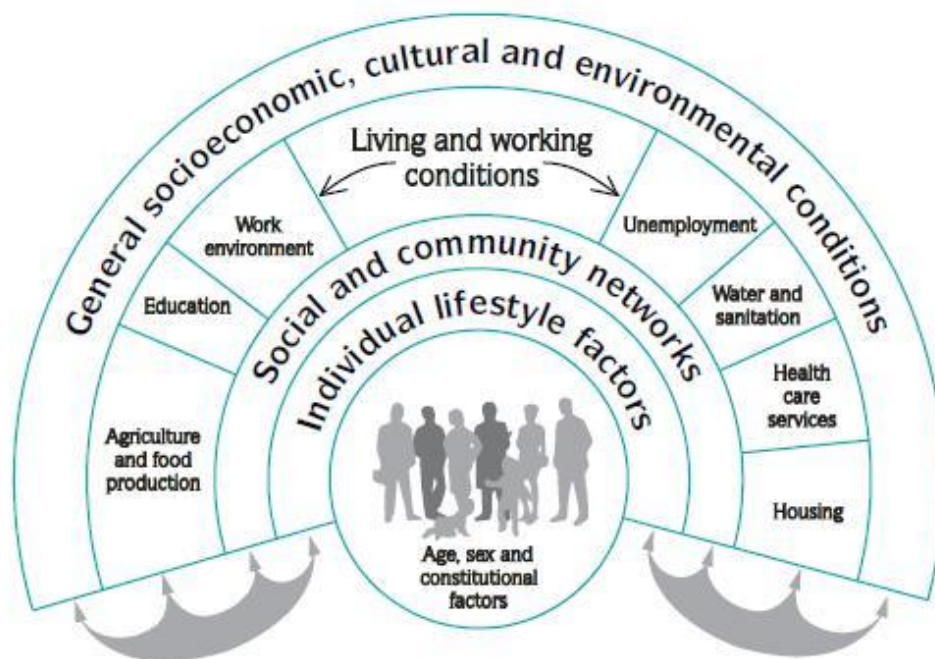 General socioeconomic, cultural and environmental conditions
Living and working
conditions
Work
environment
Unemployment
Education
Water and
sanitation
Agriculture
and food
production
Health
care
services
Housing
Social and community networks
Individual lifestyle factors
Age, sex and
constitutional
factors